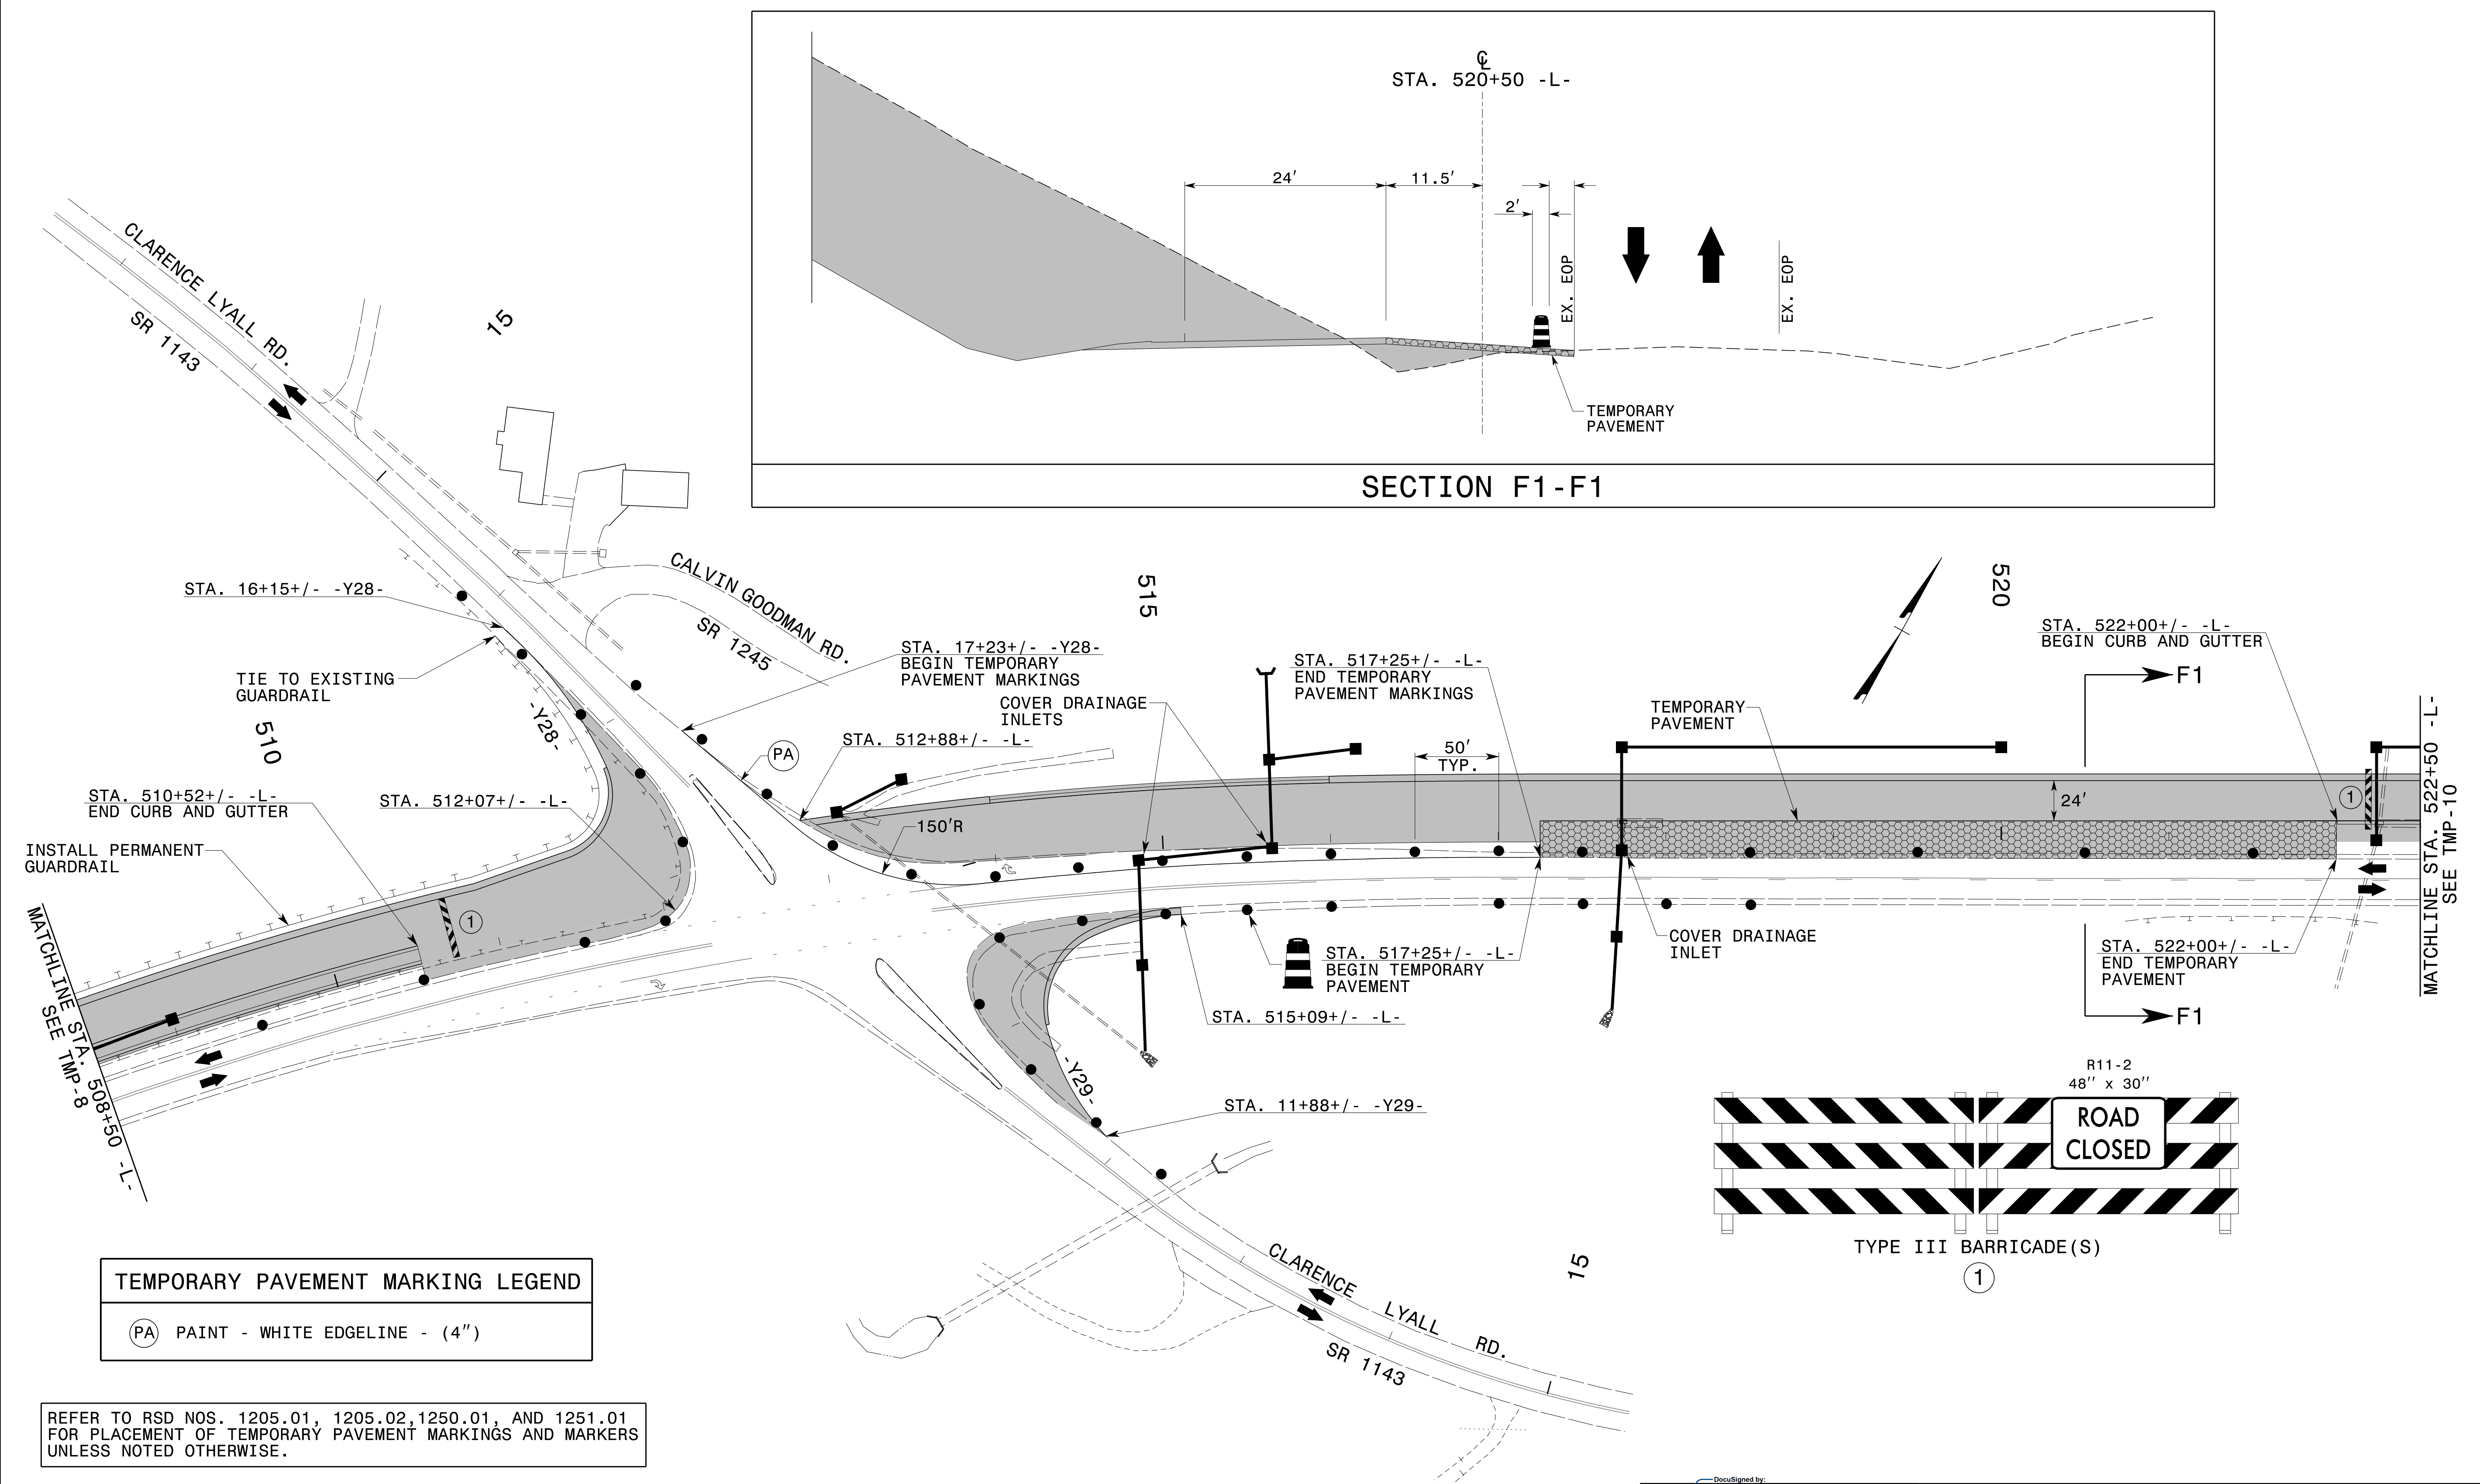 ℄
STA. 520+50 -L-
24'
11.5'
2'
EX. EOP
EX. EOP
TEMPORARY
PAVEMENT
SECTION F1-F1
CLARENCE LYALL RD.
SR 1143
15
CALVIN GOODMAN RD.
SR 1245
STA. 16+15+/- -Y28-
TIE TO EXISTING
GUARDRAIL
-Y28-
510
STA. 510+52+/- -L-
END CURB AND GUTTER
STA. 512+07+/- -L-
INSTALL PERMANENT
GUARDRAIL
1
MATCHLINE STA. 508+50 -L-
SEE TMP-8
STA. 17+23+/- -Y28-
BEGIN TEMPORARY
PAVEMENT MARKINGS
PA
COVER DRAINAGE
INLETS
STA. 512+88+/- -L-
150'R
515
STA. 517+25+/- -L-
END TEMPORARY
PAVEMENT MARKINGS
50'
TYP.
TEMPORARY
PAVEMENT
520
STA. 522+00+/- -L-
BEGIN CURB AND GUTTER
F1
24'
1
MATCHLINE STA. 522+50 -L-
SEE TMP-10
STA. 517+25+/- -L-
BEGIN TEMPORARY
PAVEMENT
COVER DRAINAGE
INLET
STA. 522+00+/- -L-
END TEMPORARY
PAVEMENT
F1
STA. 515+09+/- -L-
-Y29-
STA. 11+88+/- -Y29-
R11-2
48'' x 30''
ROAD
CLOSED
TYPE III BARRICADE(S)
1
15
CLARENCE LYALL RD.
SR 1143
TEMPORARY PAVEMENT MARKING LEGEND
PA PAINT - WHITE EDGELINE - (4")
REFER TO RSD NOS. 1205.01, 1205.02,1250.01, AND 1251.01
FOR PLACEMENT OF TEMPORARY PAVEMENT MARKINGS AND MARKERS
UNLESS NOTED OTHERWISE.
DocuSigned by: